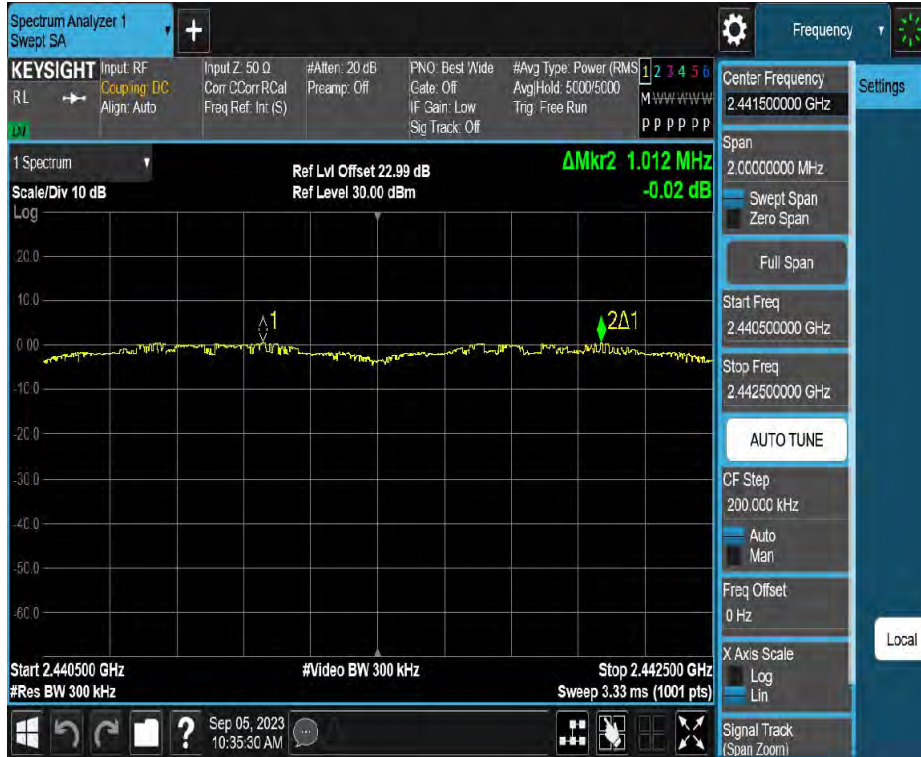 Spectrum Analyzer 1
Swept SA
+
Frequency
KEYSIGHT
RL
Input: RF
Coupling: DC
Align: Auto
Input Z: 50 Ω
Corr CCorr RCal
Freq Ref: Int (S)
#Atten: 20 dB
Preamp: Off
PNO: Best Wide
Gate: Off
IF Gain: Low
Sig Track: Off
#Avg Type: Power (RMS
Avg|Hold: 5000/5000
Trig: Free Run
1 2 3 4 5 6
M W W W W W
P P P P P P
1 Spectrum
Scale/Div 10 dB
Log
Ref Lvl Offset 22.99 dB
Ref Level 30.00 dBm
ΔMkr2 1.012 MHz
-0.02 dB
20.0
10.0
0.00
-10.0
-20.0
-30.0
-40.0
-50.0
-60.0
1
2Δ1
Start 2.440500 GHz
#Res BW 300 kHz
#Video BW 300 kHz
Stop 2.442500 GHz
Sweep 3.33 ms (1001 pts)
?
Sep 05, 2023
10:35:30 AM
Center Frequency
2.441500000 GHz
Settings
Span
2.00000000 MHz
Swept Span
Zero Span
Full Span
Start Freq
2.440500000 GHz
Stop Freq
2.442500000 GHz
AUTO TUNE
CF Step
200.000 kHz
Auto
Man
Freq Offset
0 Hz
Local
X Axis Scale
Log
Lin
Signal Track
(Span Zoom)